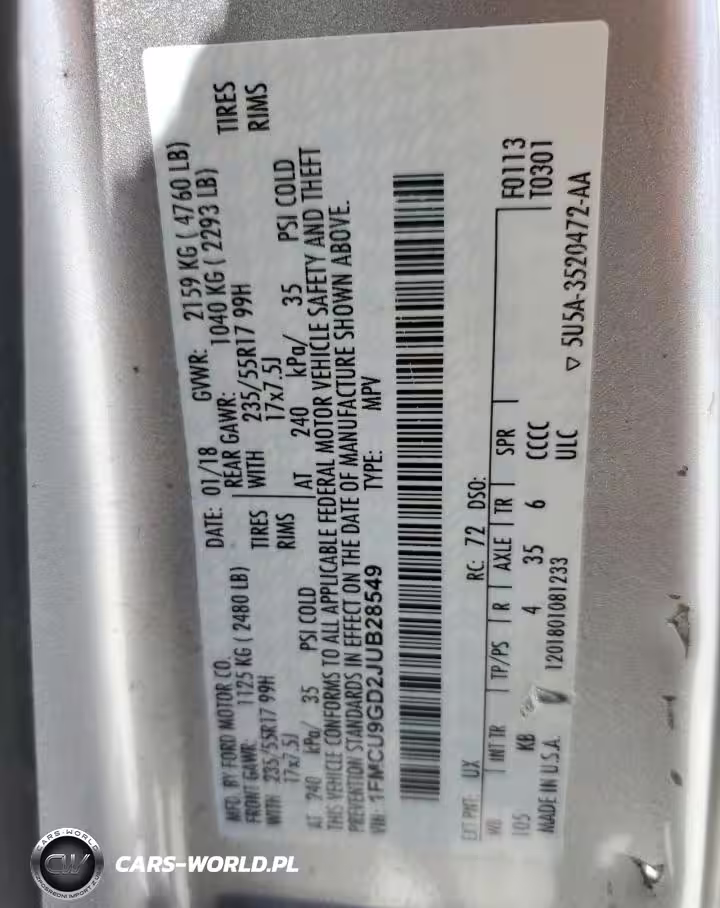 MFD. BY FORD MOTOR CO.
DATE: 01/18 GVWR: 2159 KG ( 4760 LB)
FRONT GAWR: 1125 KG ( 2480 LB)
REAR GAWR: 1040 KG ( 2293 LB)
WITH 235/55R17 99H TIRES
WITH 235/55R17 99H TIRES
17x7.5J RIMS
17x7.5J RIMS
AT 240 kPa/ 35 PSI COLD
AT 240 kPa/ 35 PSI COLD
THIS VEHICLE CONFORMS TO ALL APPLICABLE FEDERAL MOTOR VEHICLE SAFETY AND THEFT
PREVENTION STANDARDS IN EFFECT ON THE DATE OF MANUFACTURE SHOWN ABOVE.
VIN: 1FMCU9GD2JUB28549 TYPE: MPV
EXT PNT: UX RC: 72 DSO:
WB INT TR TP/PS R AXLE TR SPR F0113
105 KB 4 35 6 CCCC T0301
MADE IN U.S.A. 1201801081233 ULC
▽ 5U5A-3520472-AA
CARS-WORLD
CW
CARS-WORLD.PL